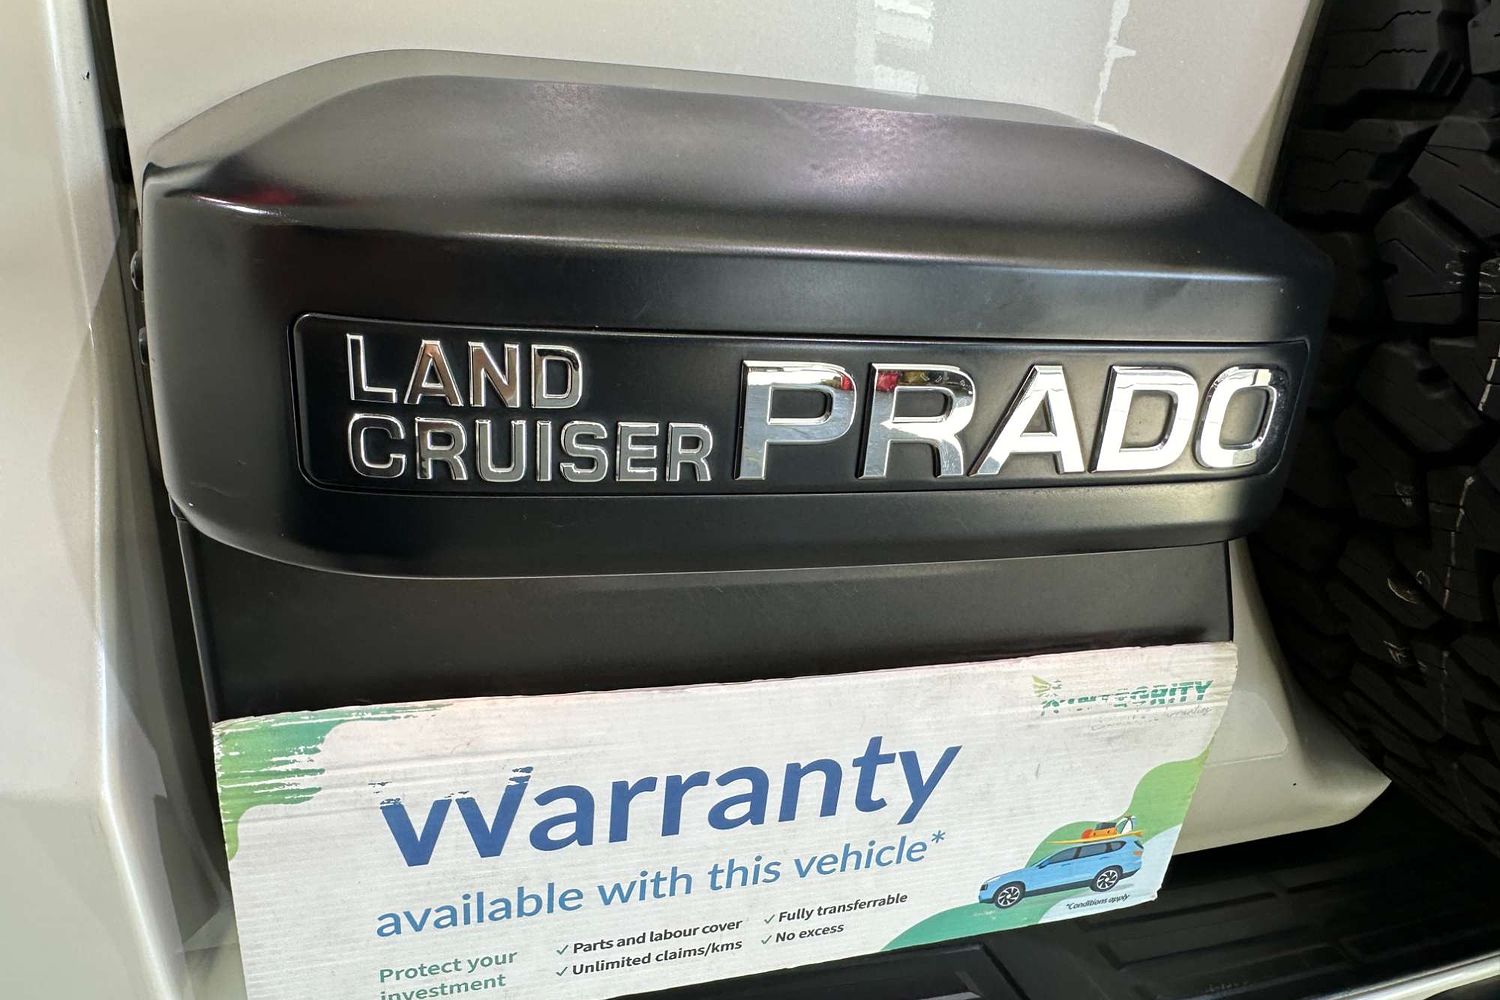 LAND
CRUISER
PRADO
INTEGRITY
Warranty
available with this vehicle*
Protect your
investment
✓ Parts and labour cover
✓ Unlimited claims/kms
✓ Fully transferrable
✓ No excess
*Conditions apply